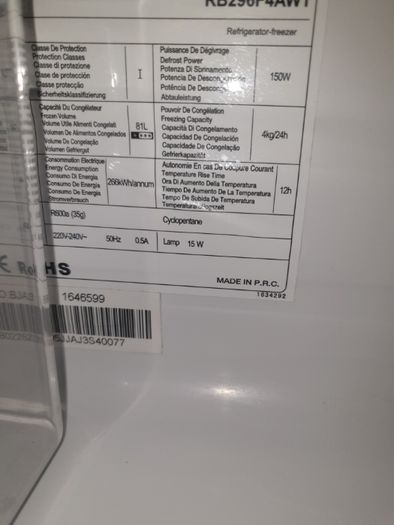 RB296F4AW1
Refrigerator-freezer
Classe De Protection
Protection Classes
Classe di protezione
Clase de protección
Classe protecção
Sicherheitsklassifizierung
I
Puissance De Dégivrage
Defrost Power
Potenza Di Sbrinamento
Potencia De
Potência De
Abtauleistung
150W
Capacité Du Congélateur
Frozen Volume
Volume Utile Alimenti Congelati
Volumen De Alimentos Congelados
Volume De Congelação
Volumen Gefriergut
81L
Pouvoir De Congélation
Freezing Capacity
Capacità Di Congelamento
Capacidad De Congelación
Capacidade De Congelação
Gefrierkapazität
4kg/24h
Consommation Electrique
Energy Consumption
Consumo Di Energia
Consumo De Energía
Consumo De Energia
Stromverbrauch
266kWh/annum
Autonomie En cas De Coupure Courant
Temperature Rise Time
Ora Di Aumento Della Temperatura
Tiempo De Aumento De La Temperatura
Tempo De Subida De Temperatura
12h
R600a (35g)
Cyclopentane
220V-240V~ 50Hz 0.5A
Lamp 15 W
RoHS
MADE IN P.R.C.
1634292
1646599
JAJ3S40077